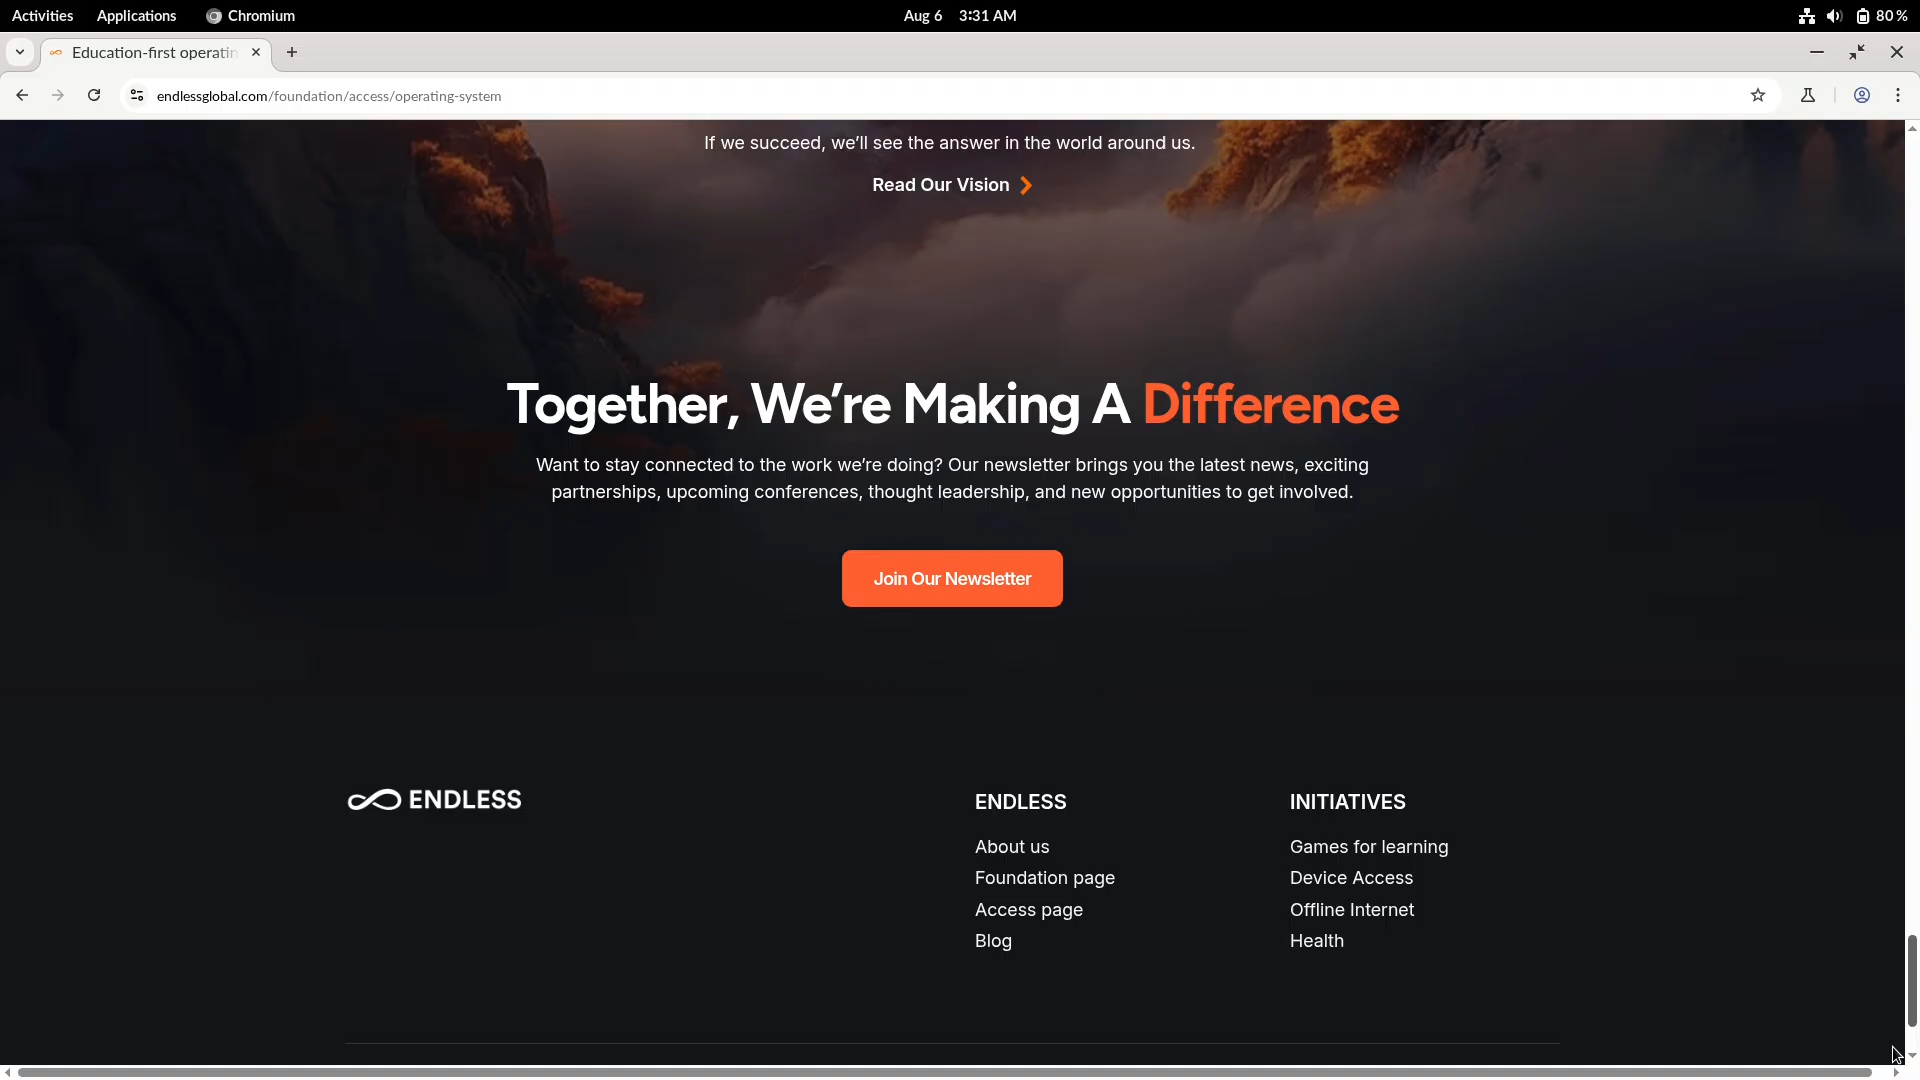 Activities Applications Chromium Aug 6 3:31 AM 80%
Education-first operatin
endlessglobal.com/foundation/access/operating-system
If we succeed, we’ll see the answer in the world around us.
Read Our Vision
Together, We’re Making A Difference
Want to stay connected to the work we’re doing? Our newsletter brings you the latest news, exciting
partnerships, upcoming conferences, thought leadership, and new opportunities to get involved.
Join Our Newsletter
ENDLESS
ENDLESS
About us
Foundation page
Access page
Blog
INITIATIVES
Games for learning
Device Access
Offline Internet
Health